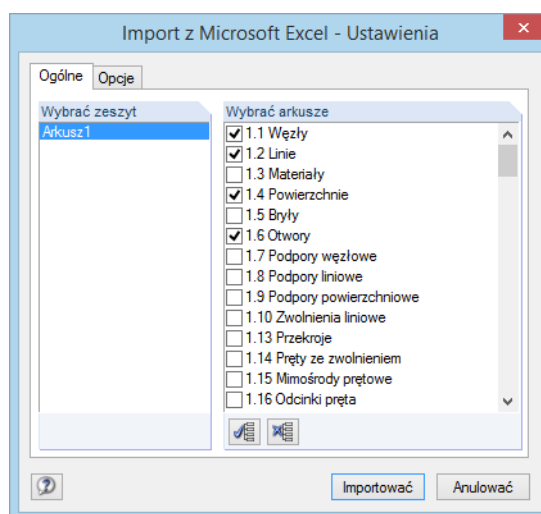 Import z Microsoft Excel - Ustawienia
Ogólne Opcje
Wybrać zeszyt
Arkusz1
Wybrać arkusze
1.1 Węzły
1.2 Linie
1.3 Materiały
1.4 Powierzchnie
1.5 Bryły
1.6 Otwory
1.7 Podpory węzłowe
1.8 Podpory liniowe
1.9 Podpory powierzchniowe
1.10 Zwolnienia liniowe
1.13 Przekroje
1.14 Pręty ze zwolnieniem
1.15 Mimośrody prętowe
1.16 Odcinki pręta
Importować Anulować